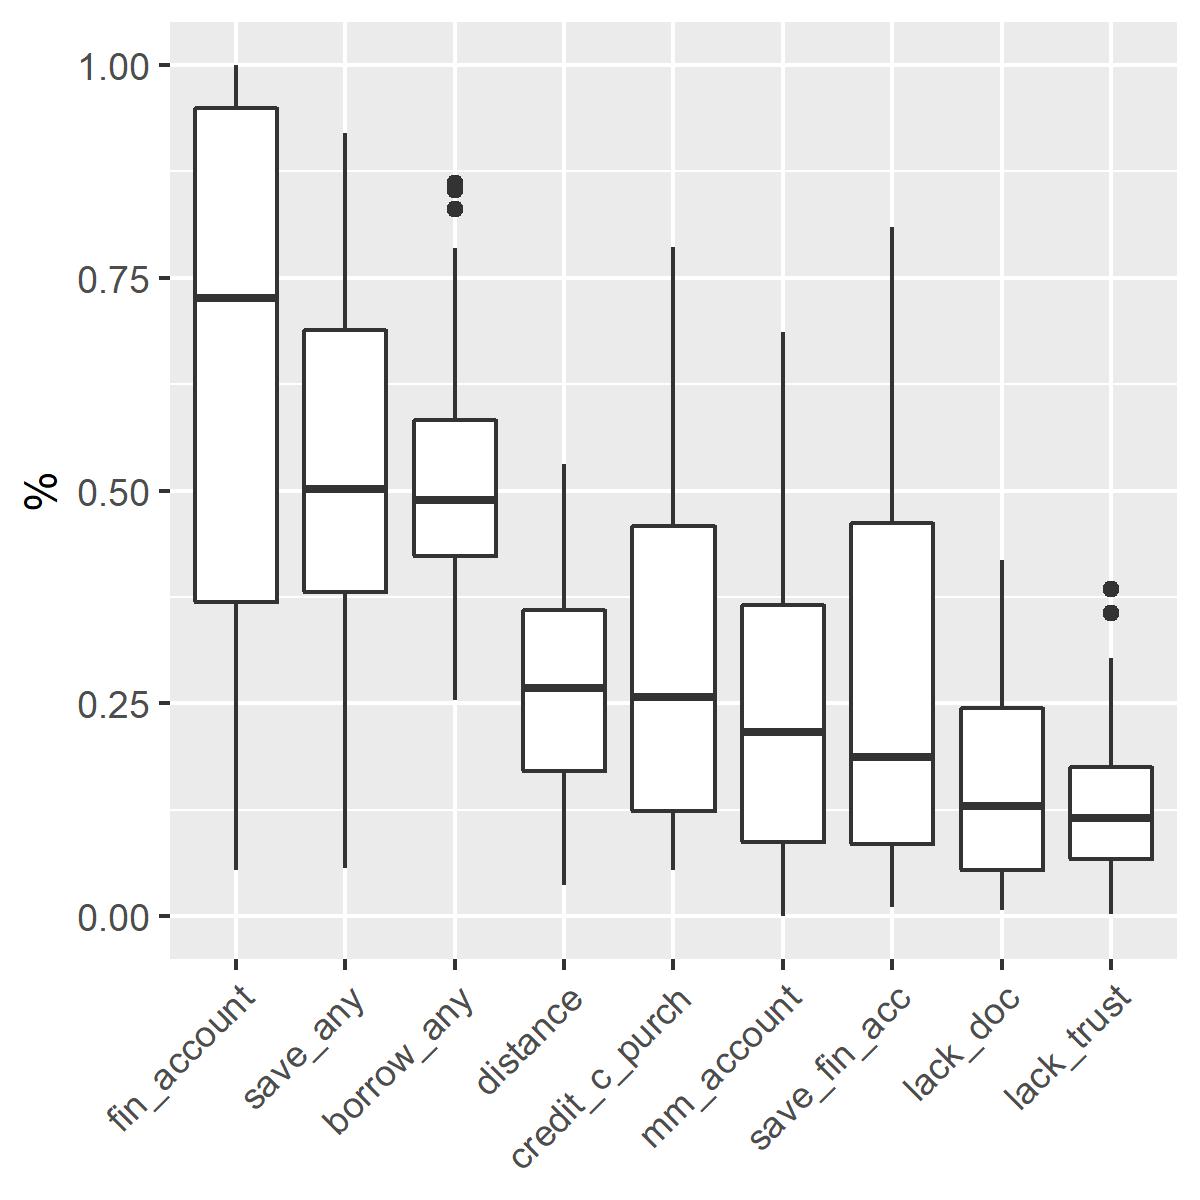 %
1.00
0.75
0.50
0.25
0.00
fin_account
save_any
borrow_any
distance
credit_c_purch
mm_account
save_fin_acc
lack_doc
lack_trust